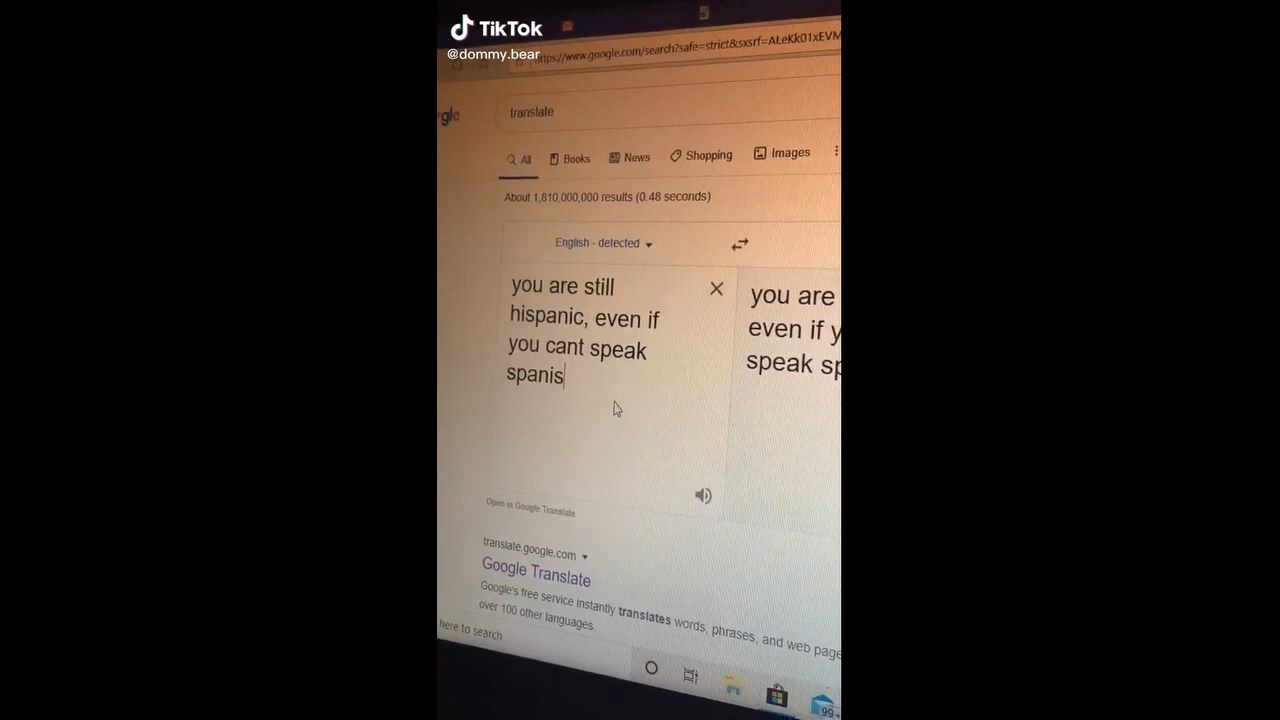 TikTok
@dommy.bear
https://www.google.com/search?safe=strict&sxsrf=ALeKk01xEVM
gle
translate
All Books News Shopping Images
About 1,810,000,000 results (0.48 seconds)
English - detected
you are still
hispanic, even if
you cant speak
spanis
you are
even if y
speak sp
Open in Google Translate
translate.google.com
Google Translate
Google's free service instantly translates words, phrases, and web page
over 100 other languages.
here to search
99+